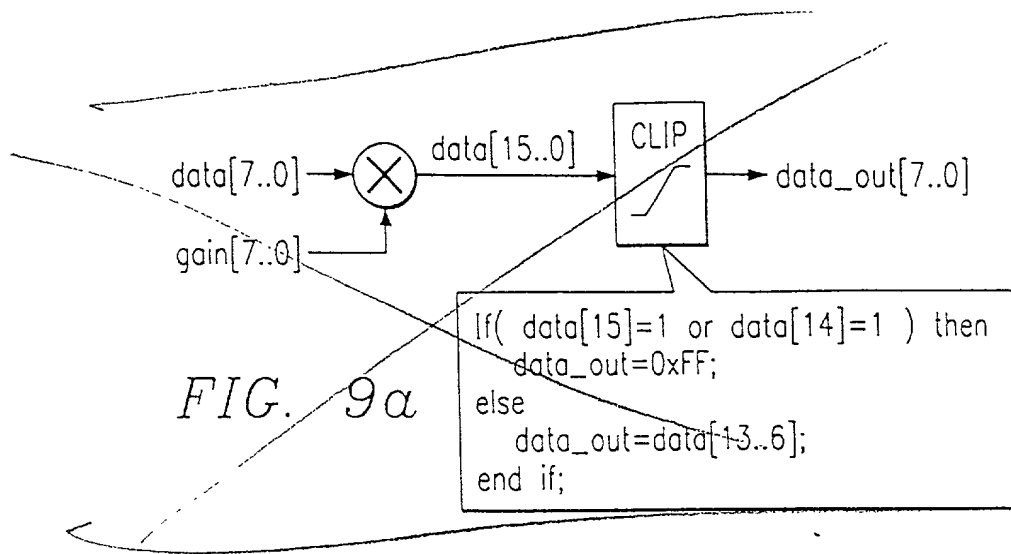 data[7..0]
gain[7..0]
data[15..0]
CLIP
data_out[7..0]
If( data[15]=1 or data[14]=1 ) then
data_out=0xFF;
else
data_out=data[13..6];
end if;
FIG. 9a